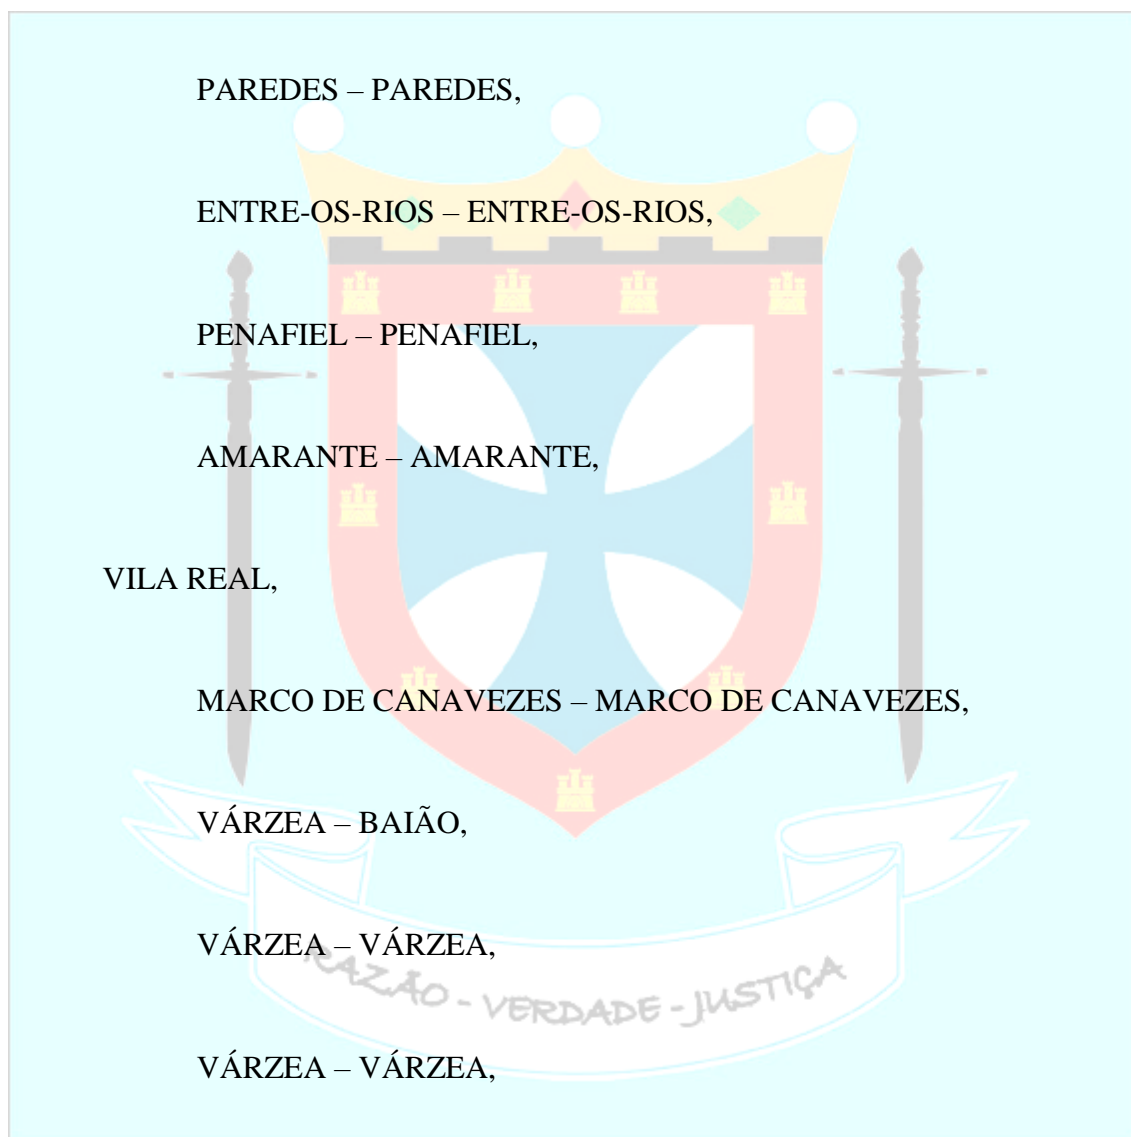 PAREDES – PAREDES,
ENTRE-OS-RIOS – ENTRE-OS-RIOS,
PENAFIEL – PENAFIEL,
AMARANTE – AMARANTE,
VILA REAL,
MARCO DE CANAVEZES – MARCO DE CANAVEZES,
VÁRZEA – BAIÃO,
VÁRZEA – VÁRZEA,
RAZÃO - VERDADE - JUSTIÇA
VÁRZEA – VÁRZEA,